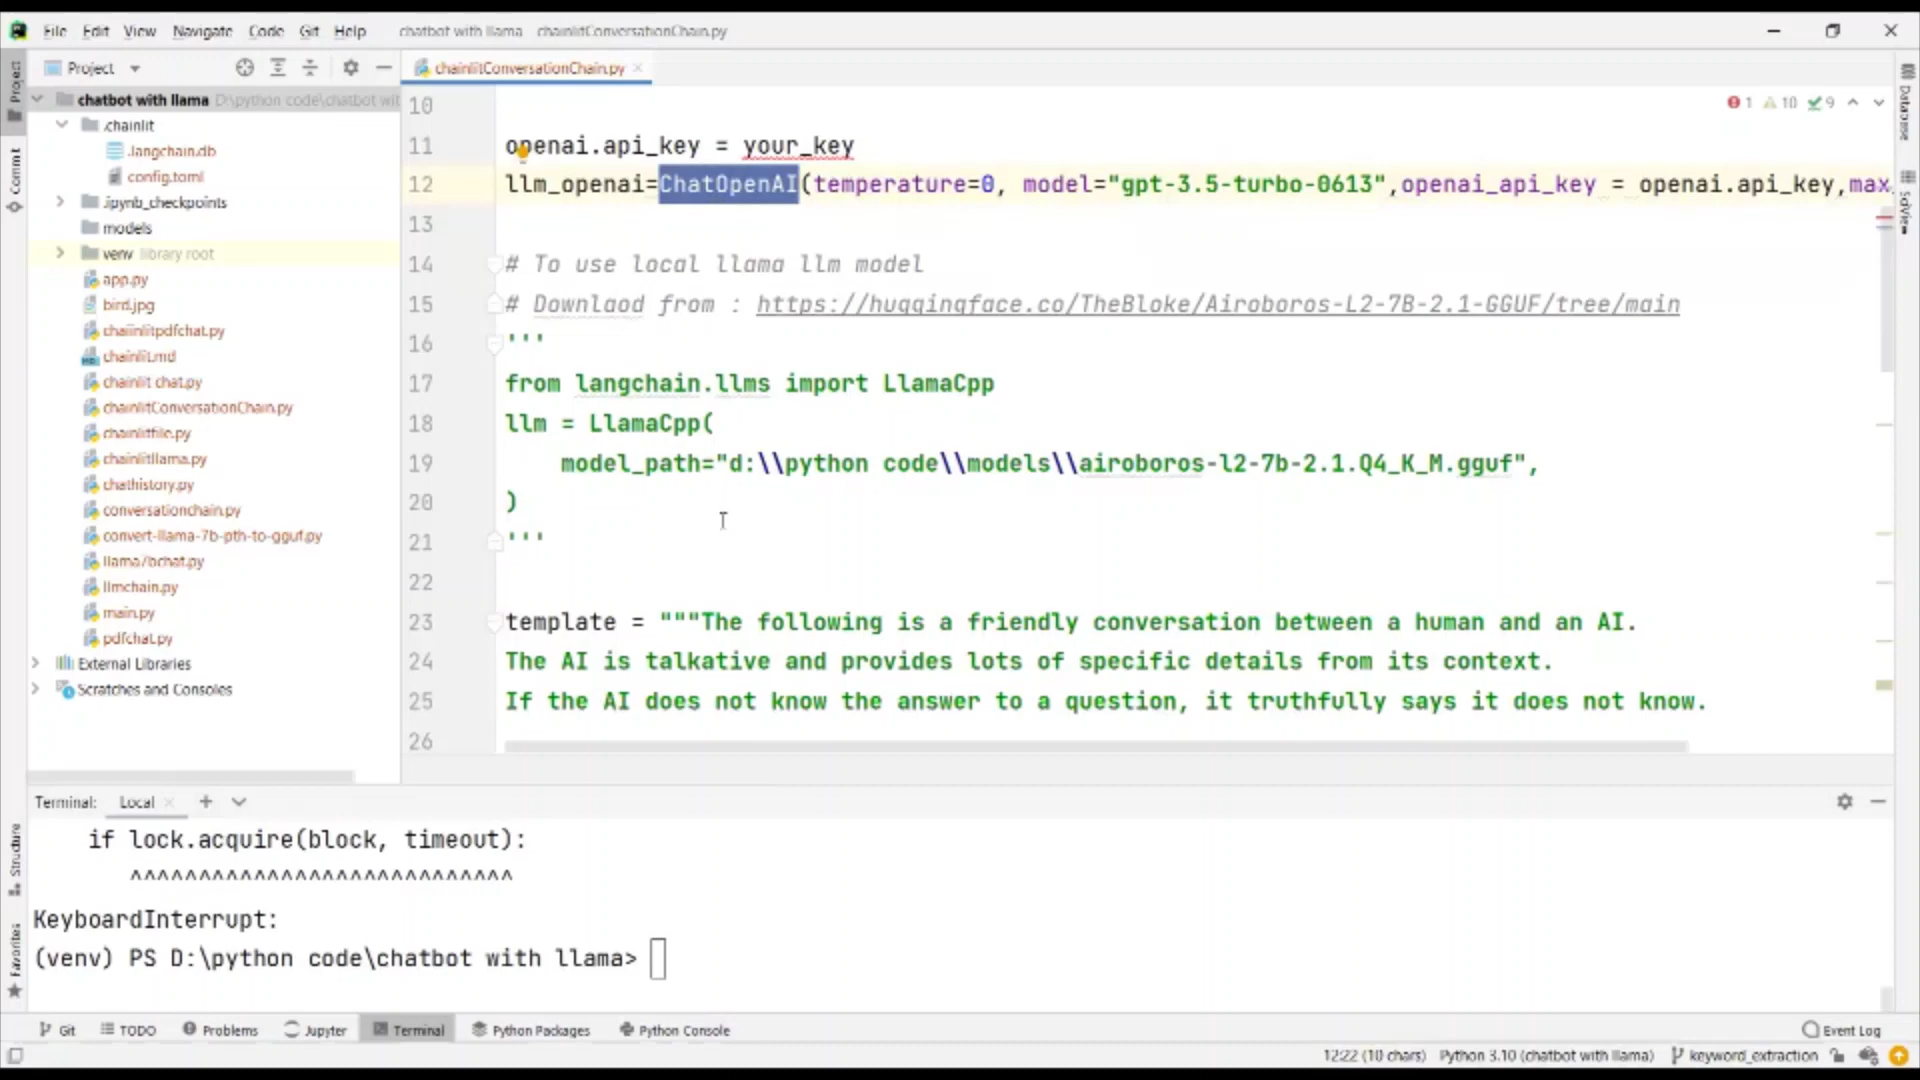 File Edit View Navigate Code Git Help chatbot with llama chainlitConversationChain.py
Project
chainlitConversationChain.py
chatbot with llama D:\python code\chatbot wit
.chainlit
.langchain.db
config.toml
.ipynb_checkpoints
models
venv library root
app.py
bird.jpg
chaiinlitpdfchat.py
chainlit.md
chainlit chat.py
chainlitConversationChain.py
chainlitfile.py
chainlitllama.py
chathistory.py
conversationchain.py
convert-llama-7b-pth-to-gguf.py
llama7bchat.py
llmchain.py
main.py
pdfchat.py
External Libraries
Scratches and Consoles
Project
Commit
Structure
Favorites
1 10 9
10
11 openai.api_key = your_key
12 llm_openai=ChatOpenAI(temperature=0, model="gpt-3.5-turbo-0613",openai_api_key = openai.api_key,max
13
14 # To use local llama llm model
15 # Downlaod from : https://huggingface.co/TheBloke/Airoboros-L2-7B-2.1-GGUF/tree/main
16 '''
17 from langchain.llms import LlamaCpp
18 llm = LlamaCpp(
19 model_path="d:\\python code\\models\\airoboros-l2-7b-2.1.Q4_K_M.gguf",
20 )
21 '''
22
23 template = """The following is a friendly conversation between a human and an AI.
24 The AI is talkative and provides lots of specific details from its context.
25 If the AI does not know the answer to a question, it truthfully says it does not know.
26
Database
SciView
Terminal: Local
if lock.acquire(block, timeout):
^^^^^^^^^^^^^^^^^^^^^^^^^^^^
KeyboardInterrupt:
(venv) PS D:\python code\chatbot with llama>
Git TODO Problems Jupyter Terminal Python Packages Python Console Event Log
12:22 (10 chars) Python 3.10 (chatbot with llama) keyword_extraction